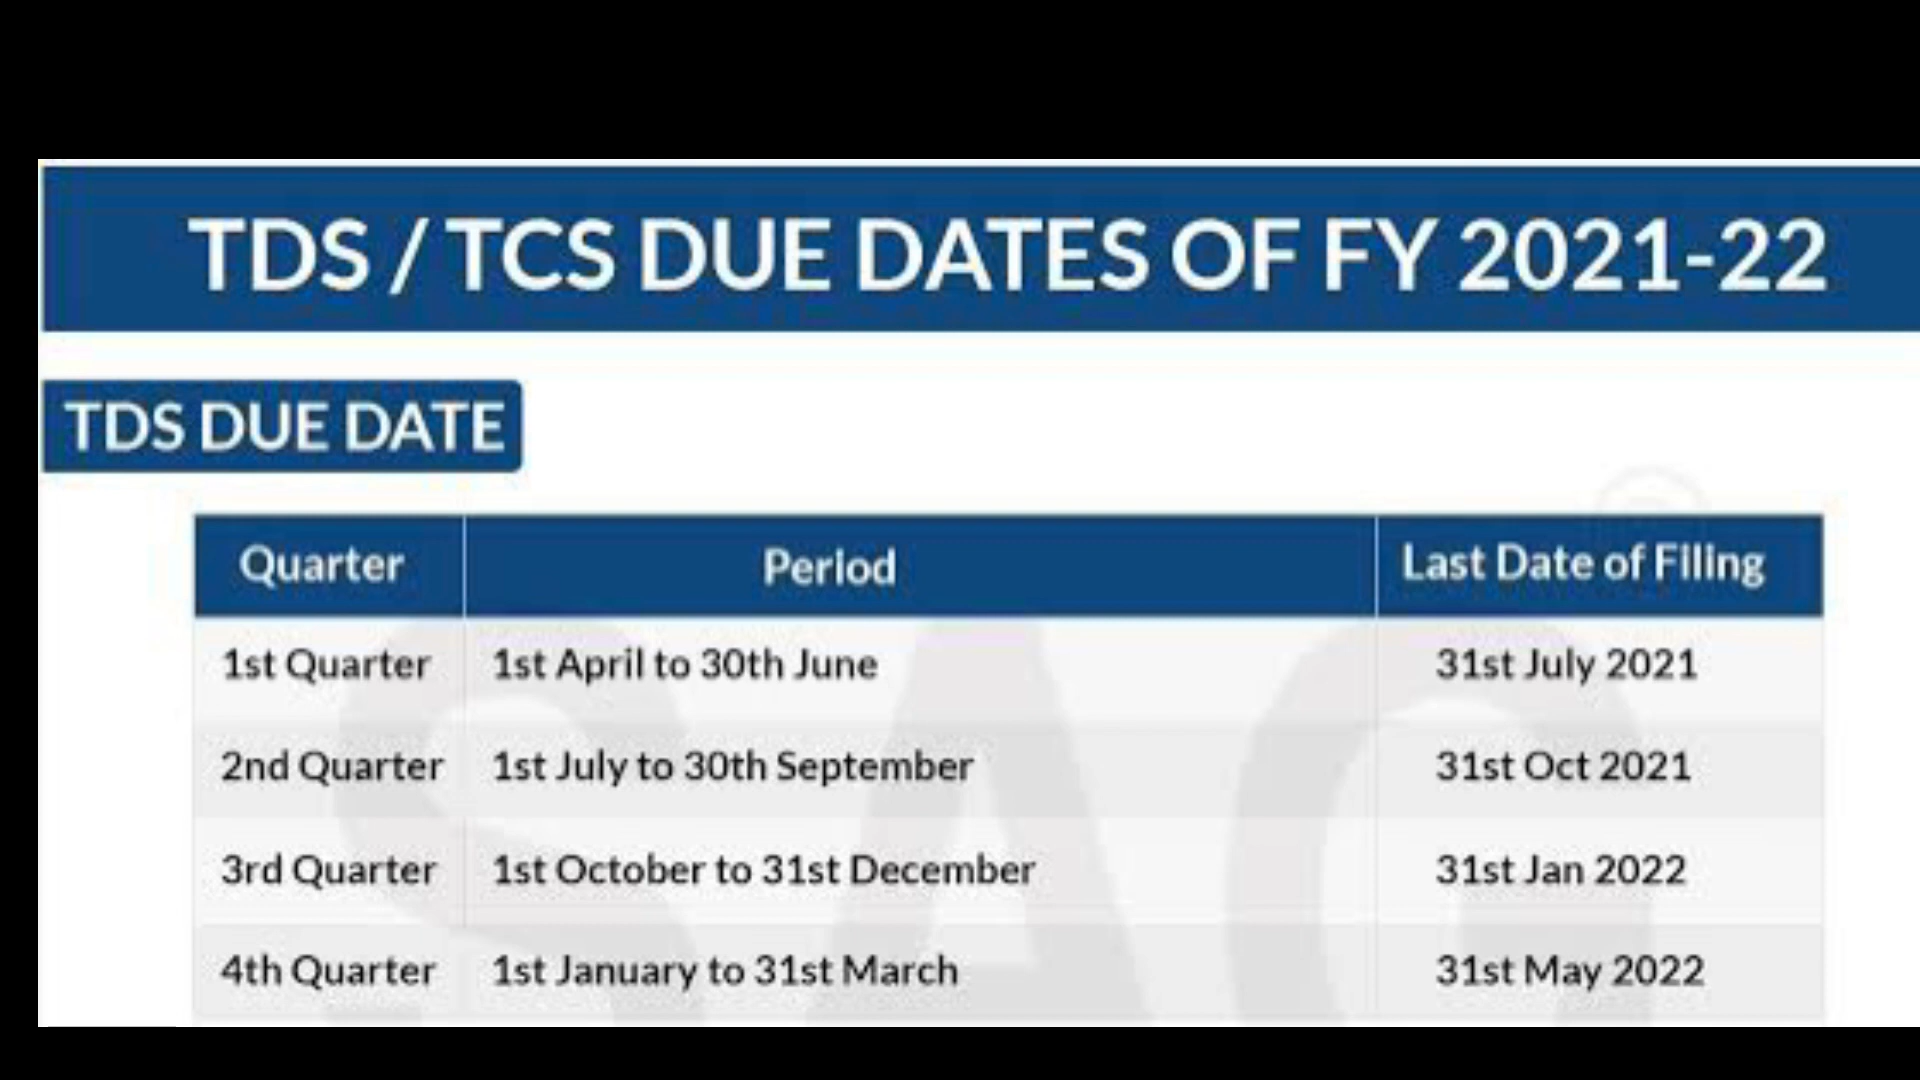 TDS / TCS DUE DATES OF FY 2021-22
TDS DUE DATE
Quarter Period Last Date of Filing
1st Quarter 1st April to 30th June 31st July 2021
2nd Quarter 1st July to 30th September 31st Oct 2021
3rd Quarter 1st October to 31st December 31st Jan 2022
4th Quarter 1st January to 31st March 31st May 2022